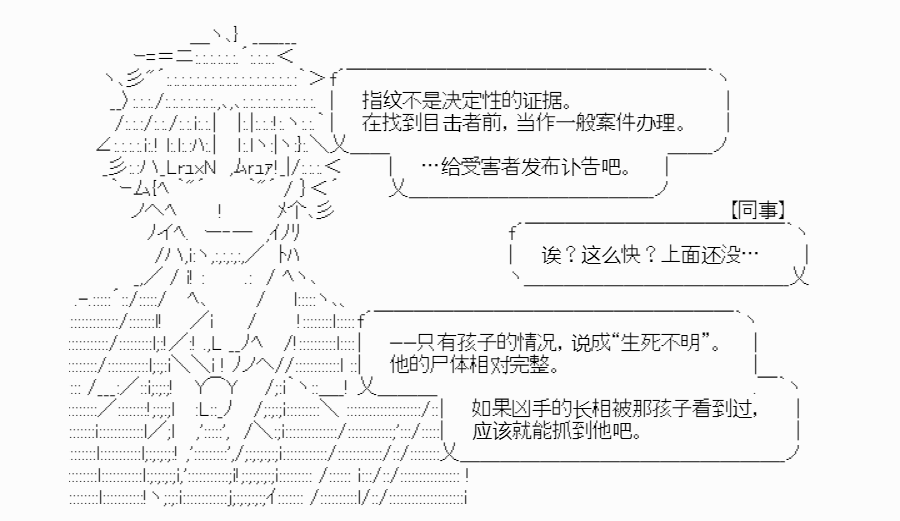 指纹不是决定性的证据。
在找到目击者前，当作一般案件办理。
…给受害者发布讣告吧。
【同事】
诶？这么快？上面还没…
——只有孩子的情况，说成“生死不明”。
他的尸体相对完整。
如果凶手的长相被那孩子看到过，
应该就能抓到他吧。